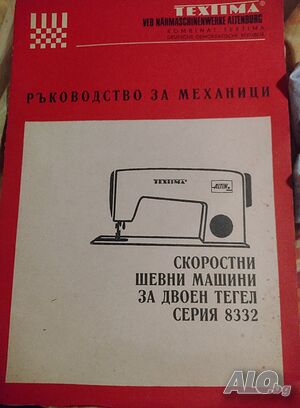 TEXTIMA
VEB NÄHMASCHINENWERKE ALTENBURG
KOMBINAT TEXTIMA
DEUTSCHE DEMOKRATISCHE REPUBLIK
РЪКОВОДСТВО ЗА МЕХАНИЦИ
TEXTIMA
ALTIN
СКОРОСТНИ
ШЕВНИ МАШИНИ
ЗА ДВОЕН ТЕГЕЛ
СЕРИЯ 8332
ALO.bg